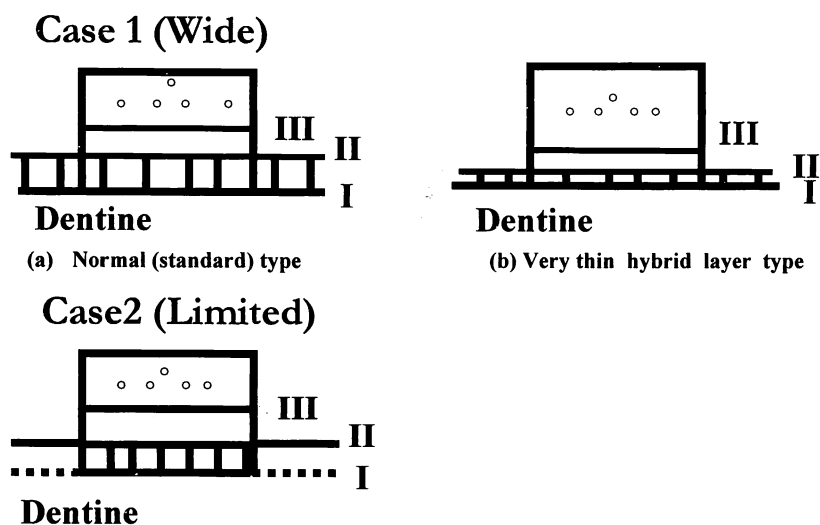 Case 1 (Wide)
III
II
I
Dentine
(a) Normal (standard) type
III
II
I
Dentine
(b) Very thin hybrid layer type
Case2 (Limited)
III
II
I
Dentine